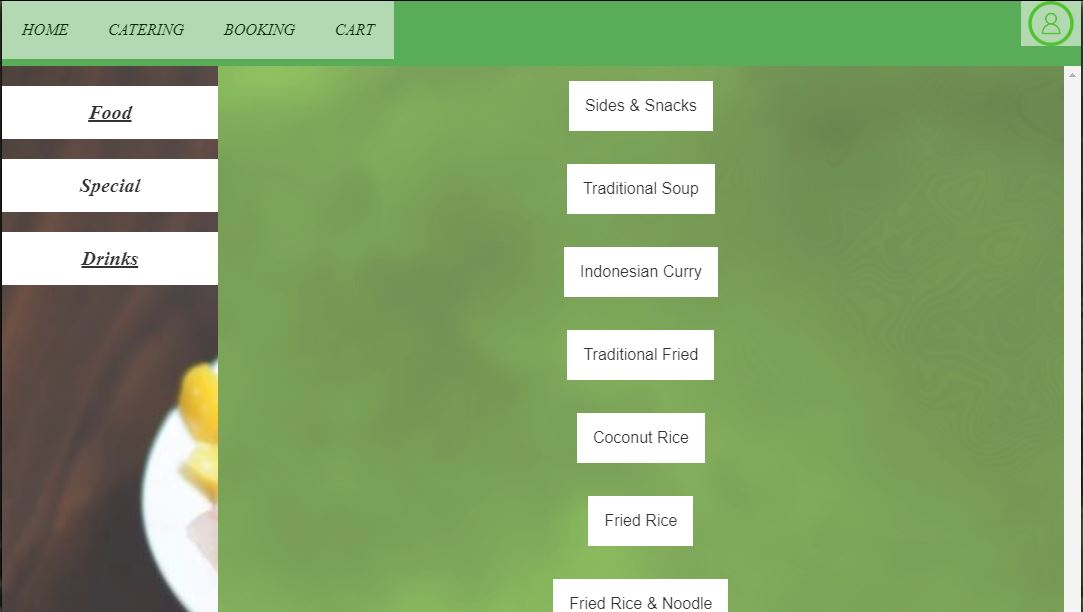 HOME CATERING BOOKING CART
Food
Special
Drinks
Sides & Snacks
Traditional Soup
Indonesian Curry
Traditional Fried
Coconut Rice
Fried Rice
Fried Rice & Noodle